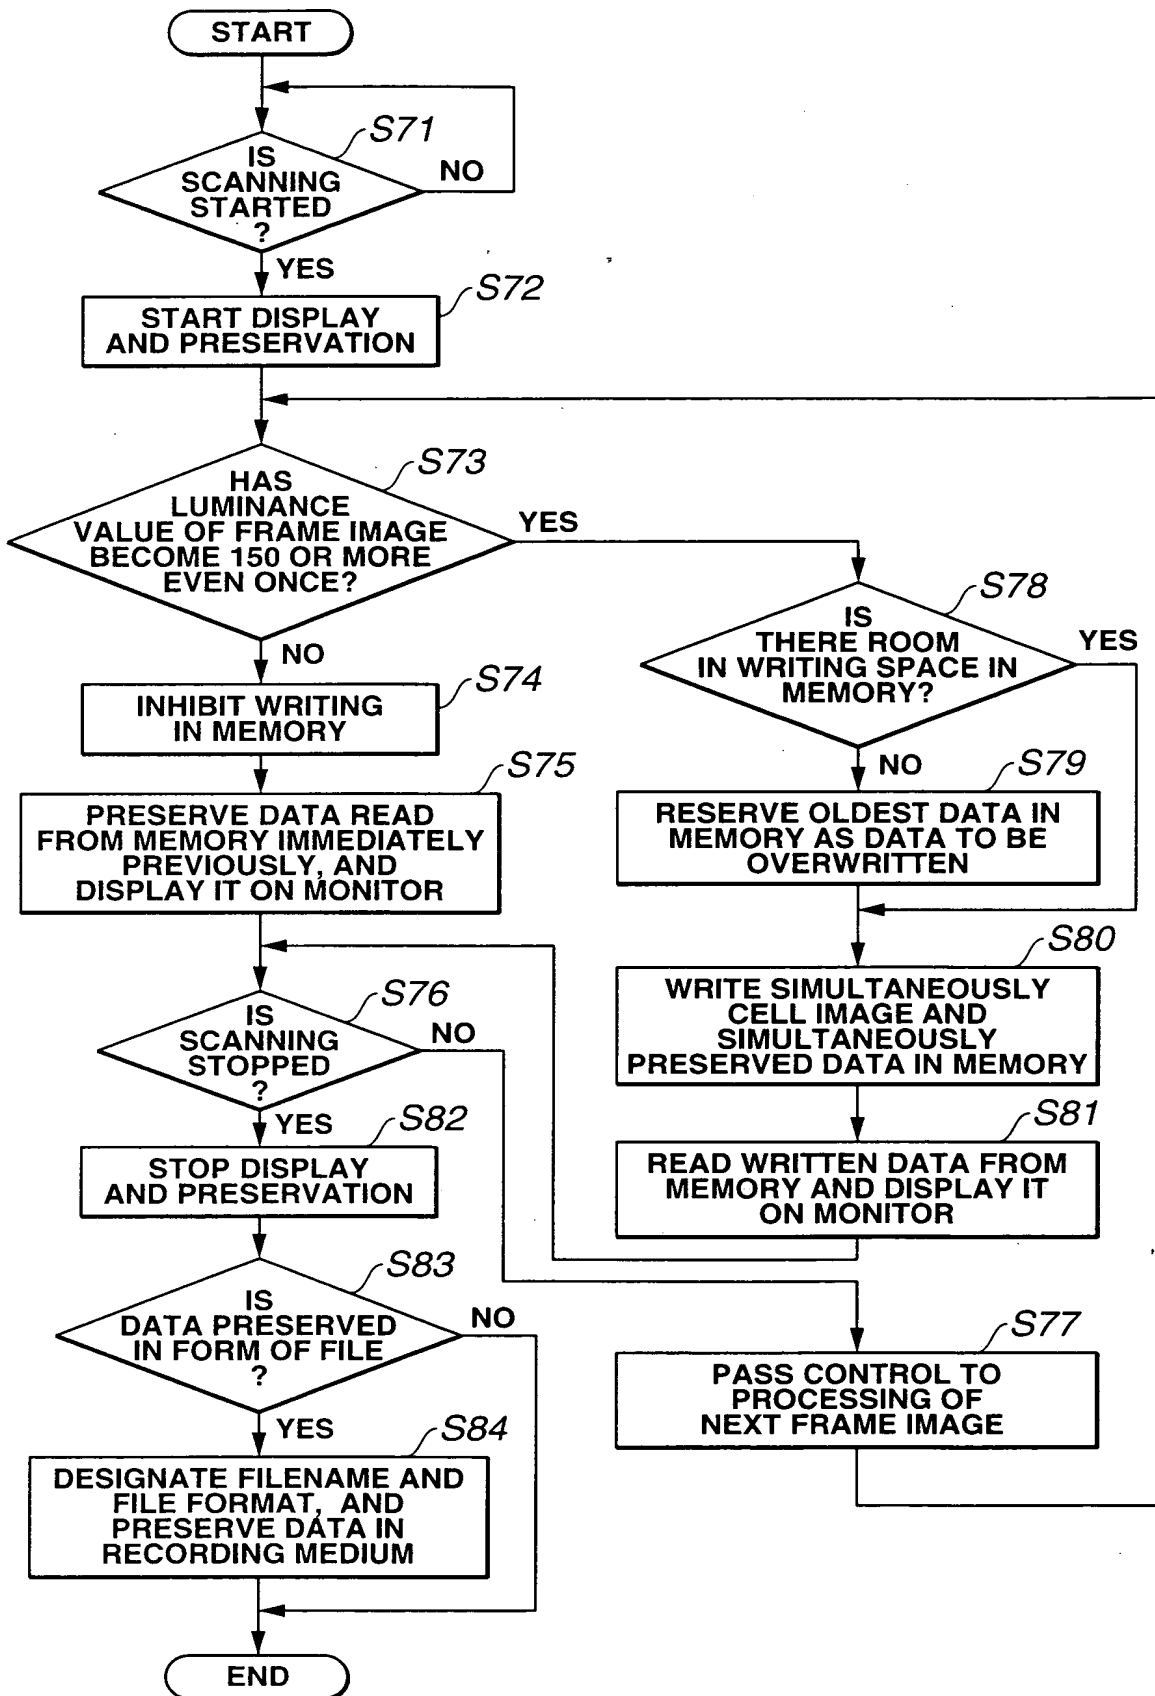 START
S71
IS
SCANNING
STARTED
?
NO
YES
S72
START DISPLAY
AND PRESERVATION
S73
HAS
LUMINANCE
VALUE OF FRAME IMAGE
BECOME 150 OR MORE
EVEN ONCE?
YES
NO
S74
INHIBIT WRITING
IN MEMORY
S75
PRESERVE DATA READ
FROM MEMORY IMMEDIATELY
PREVIOUSLY, AND
DISPLAY IT ON MONITOR
S76
IS
SCANNING
STOPPED
?
NO
YES
S82
STOP DISPLAY
AND PRESERVATION
S83
IS
DATA PRESERVED
IN FORM OF FILE
?
NO
YES
S84
DESIGNATE FILENAME AND
FILE FORMAT, AND
PRESERVE DATA IN
RECORDING MEDIUM
END
S78
IS
THERE ROOM
IN WRITING SPACE IN
MEMORY?
YES
NO
S79
RESERVE OLDEST DATA IN
MEMORY AS DATA TO BE
OVERWRITTEN
S80
WRITE SIMULTANEOUSLY
CELL IMAGE AND
SIMULTANEOUSLY
PRESERVED DATA IN MEMORY
S81
READ WRITTEN DATA FROM
MEMORY AND DISPLAY IT
ON MONITOR
S77
PASS CONTROL TO
PROCESSING OF
NEXT FRAME IMAGE